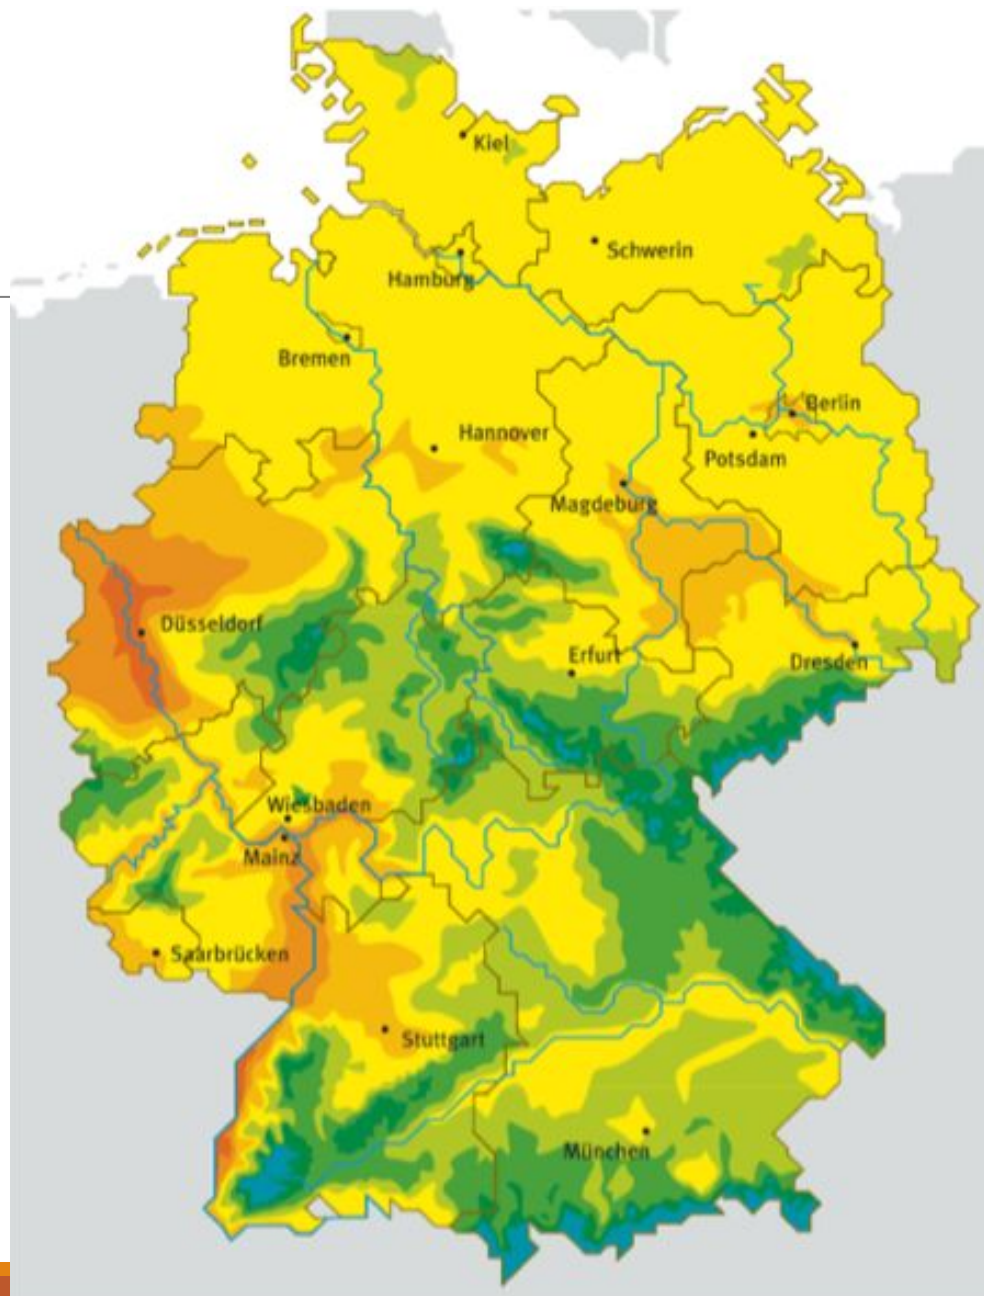 Kiel
Schwerin
Hamburg
Bremen
Berlin
Hannover
Potsdam
Magdeburg
Düsseldorf
Erfurt
Dresden
Wiesbaden
Mainz
Saarbrücken
Stuttgart
München